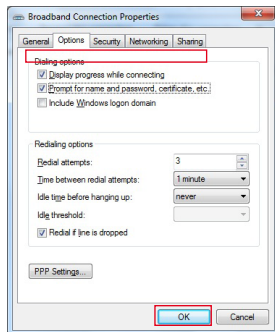 Broadband Connection Properties
General Options Security Networking Sharing
Dialing options
Display progress while connecting
Prompt for name and password, certificate, etc.
Include Windows logon domain
Redialing options
Redial attempts: 3
Time between redial attempts: 1 minute
Idle time before hanging up: never
Idle threshold:
Redial if line is dropped
PPP Settings...
OK Cancel